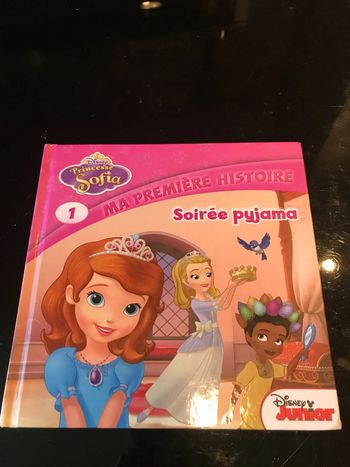 Disney
Princesse
Sofia
1
MA PREMIÈRE HISTOIRE
Soirée pyjama
Disney
Junior